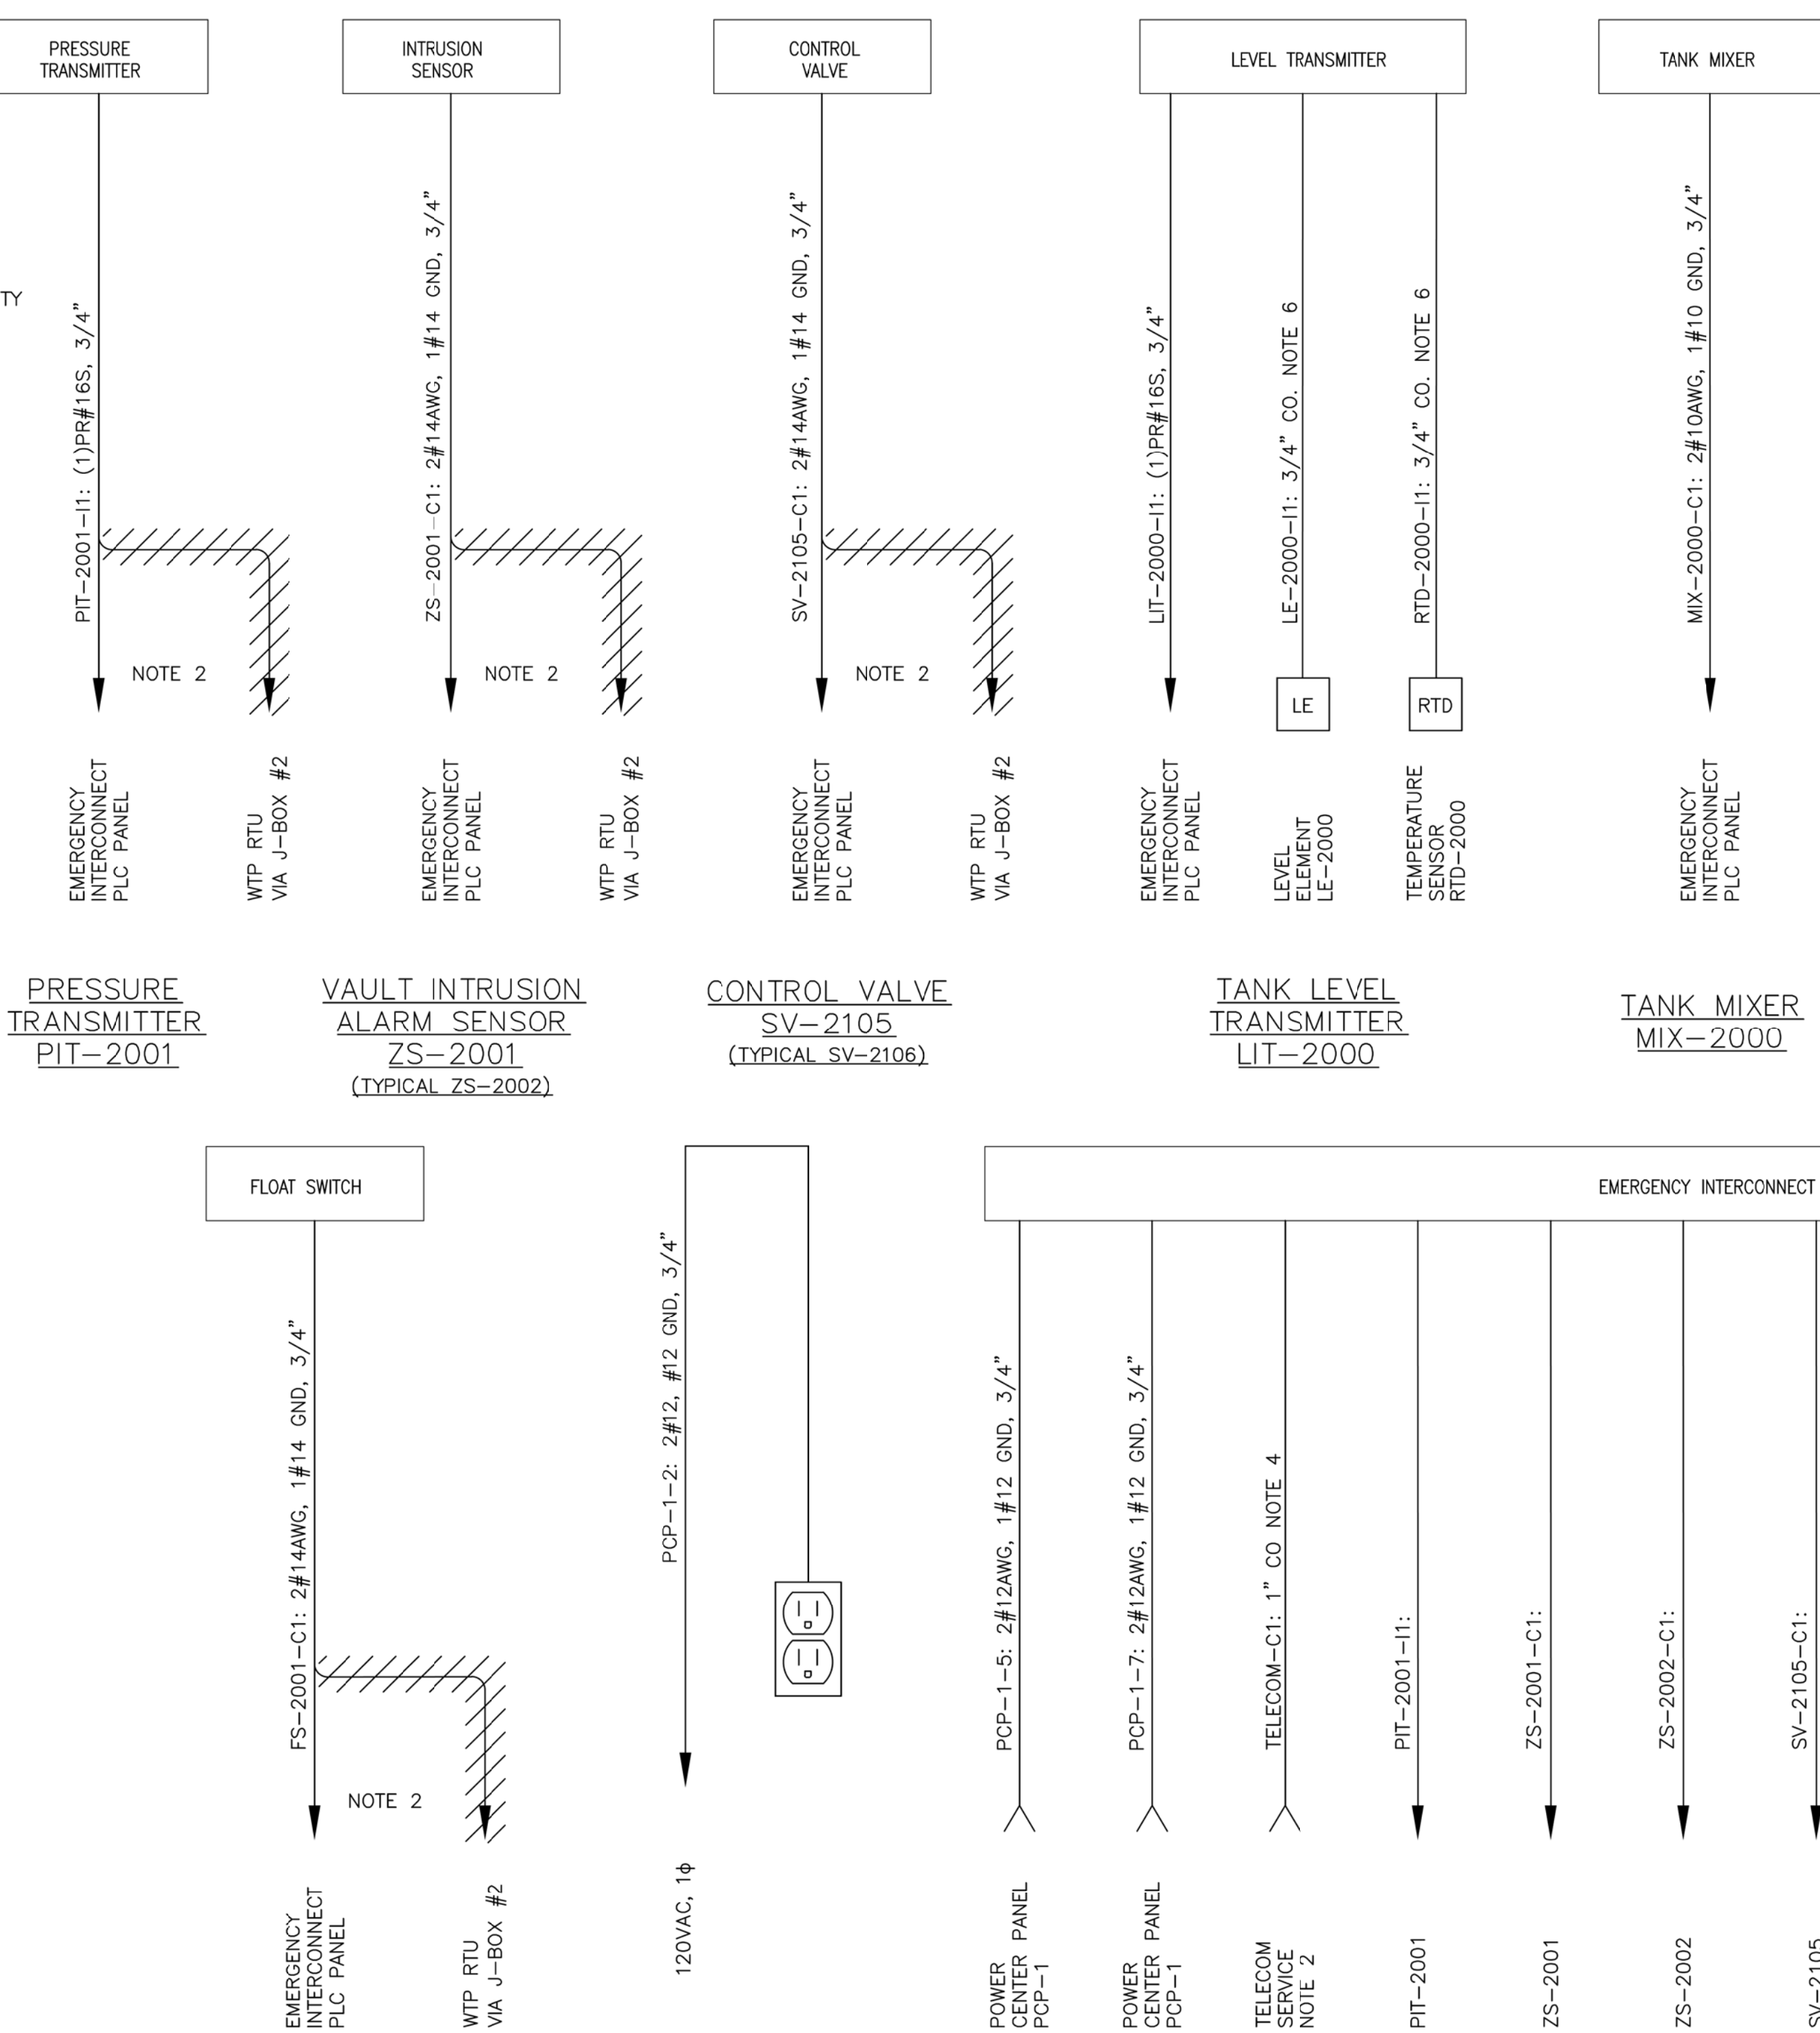 PRESSURE
TRANSMITTER
INTRUSION
SENSOR
CONTROL
VALVE
LEVEL TRANSMITTER
TANK MIXER
TY
PIT-2001-I1: (1)PR#16S, 3/4"
NOTE 2
EMERGENCY
INTERCONNECT
PLC PANEL
WTP RTU
VIA J-BOX #2
ZS-2001-C1: 2#14AWG, 1#14 GND, 3/4"
NOTE 2
EMERGENCY
INTERCONNECT
PLC PANEL
WTP RTU
VIA J-BOX #2
SV-2105-C1: 2#14AWG, 1#14 GND, 3/4"
NOTE 2
EMERGENCY
INTERCONNECT
PLC PANEL
WTP RTU
VIA J-BOX #2
LIT-2000-I1: (1)PR#16S, 3/4"
EMERGENCY
INTERCONNECT
PLC PANEL
LE-2000-I1: 3/4" CO. NOTE 6
LE
LEVEL
ELEMENT
LE-2000
RTD-2000-I1: 3/4" CO. NOTE 6
RTD
TEMPERATURE
SENSOR
RTD-2000
MIX-2000-C1: 2#10AWG, 1#10 GND, 3/4"
EMERGENCY
INTERCONNECT
PLC PANEL
PRESSURE
TRANSMITTER
PIT-2001
VAULT INTRUSION
ALARM SENSOR
ZS-2001
(TYPICAL ZS-2002)
CONTROL VALVE
SV-2105
(TYPICAL SV-2106)
TANK LEVEL
TRANSMITTER
LIT-2000
TANK MIXER
MIX-2000
FLOAT SWITCH
FS-2001-C1: 2#14AWG, 1#14 GND, 3/4"
NOTE 2
EMERGENCY
INTERCONNECT
PLC PANEL
WTP RTU
VIA J-BOX #2
PCP-1-2: 2#12, #12 GND, 3/4"
120VAC, 1ϕ
EMERGENCY INTERCONNECT
PCP-1-5: 2#12AWG, 1#12 GND, 3/4"
POWER
CENTER PANEL
PCP-1
PCP-1-7: 2#12AWG, 1#12 GND, 3/4"
POWER
CENTER PANEL
PCP-1
TELECOM-C1: 1" CO NOTE 4
TELECOM
SERVICE
NOTE 2
PIT-2001-I1:
PIT-2001
ZS-2001-C1:
ZS-2001
ZS-2002-C1:
ZS-2002
SV-2105-C1:
SV-2105